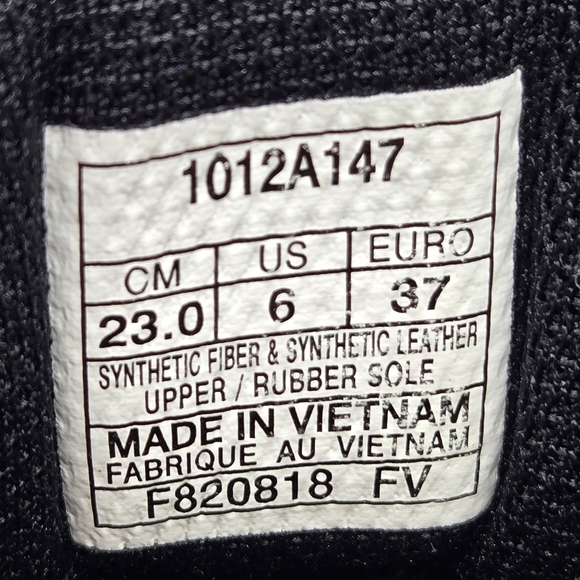 1012A147
CM US EURO
23.0 6 37
SYNTHETIC FIBER & SYNTHETIC LEATHER
UPPER / RUBBER SOLE
MADE IN VIETNAM
FABRIQUE AU VIETNAM
F820818 FV